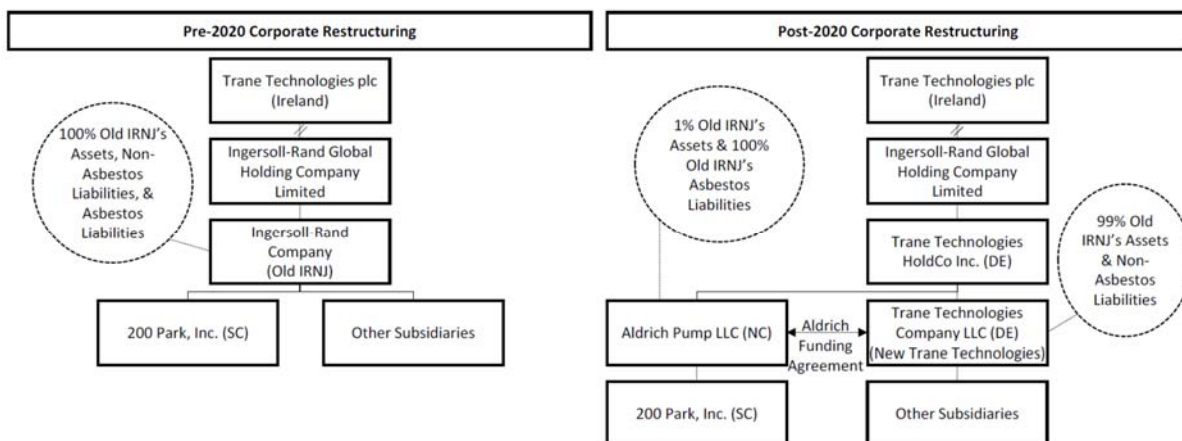 Pre-2020 Corporate Restructuring
Trane Technologies plc
(Ireland)
100% Old IRNJ's
Assets, Non-
Asbestos
Liabilities, &
Asbestos
Liabilities
Ingersoll-Rand Global
Holding Company
Limited
Ingersoll-Rand
Company
(Old IRNJ)
200 Park, Inc. (SC)
Other Subsidiaries
Post-2020 Corporate Restructuring
Trane Technologies plc
(Ireland)
1% Old IRNJ's
Assets & 100%
Old IRNJ's
Asbestos
Liabilities
Ingersoll-Rand Global
Holding Company
Limited
Trane Technologies
HoldCo Inc. (DE)
99% Old
IRNJ's Assets
& Non-
Asbestos
Liabilities
Aldrich Pump LLC (NC)
Aldrich
Funding
Agreement
Trane Technologies
Company LLC (DE)
(New Trane Technologies)
200 Park, Inc. (SC)
Other Subsidiaries